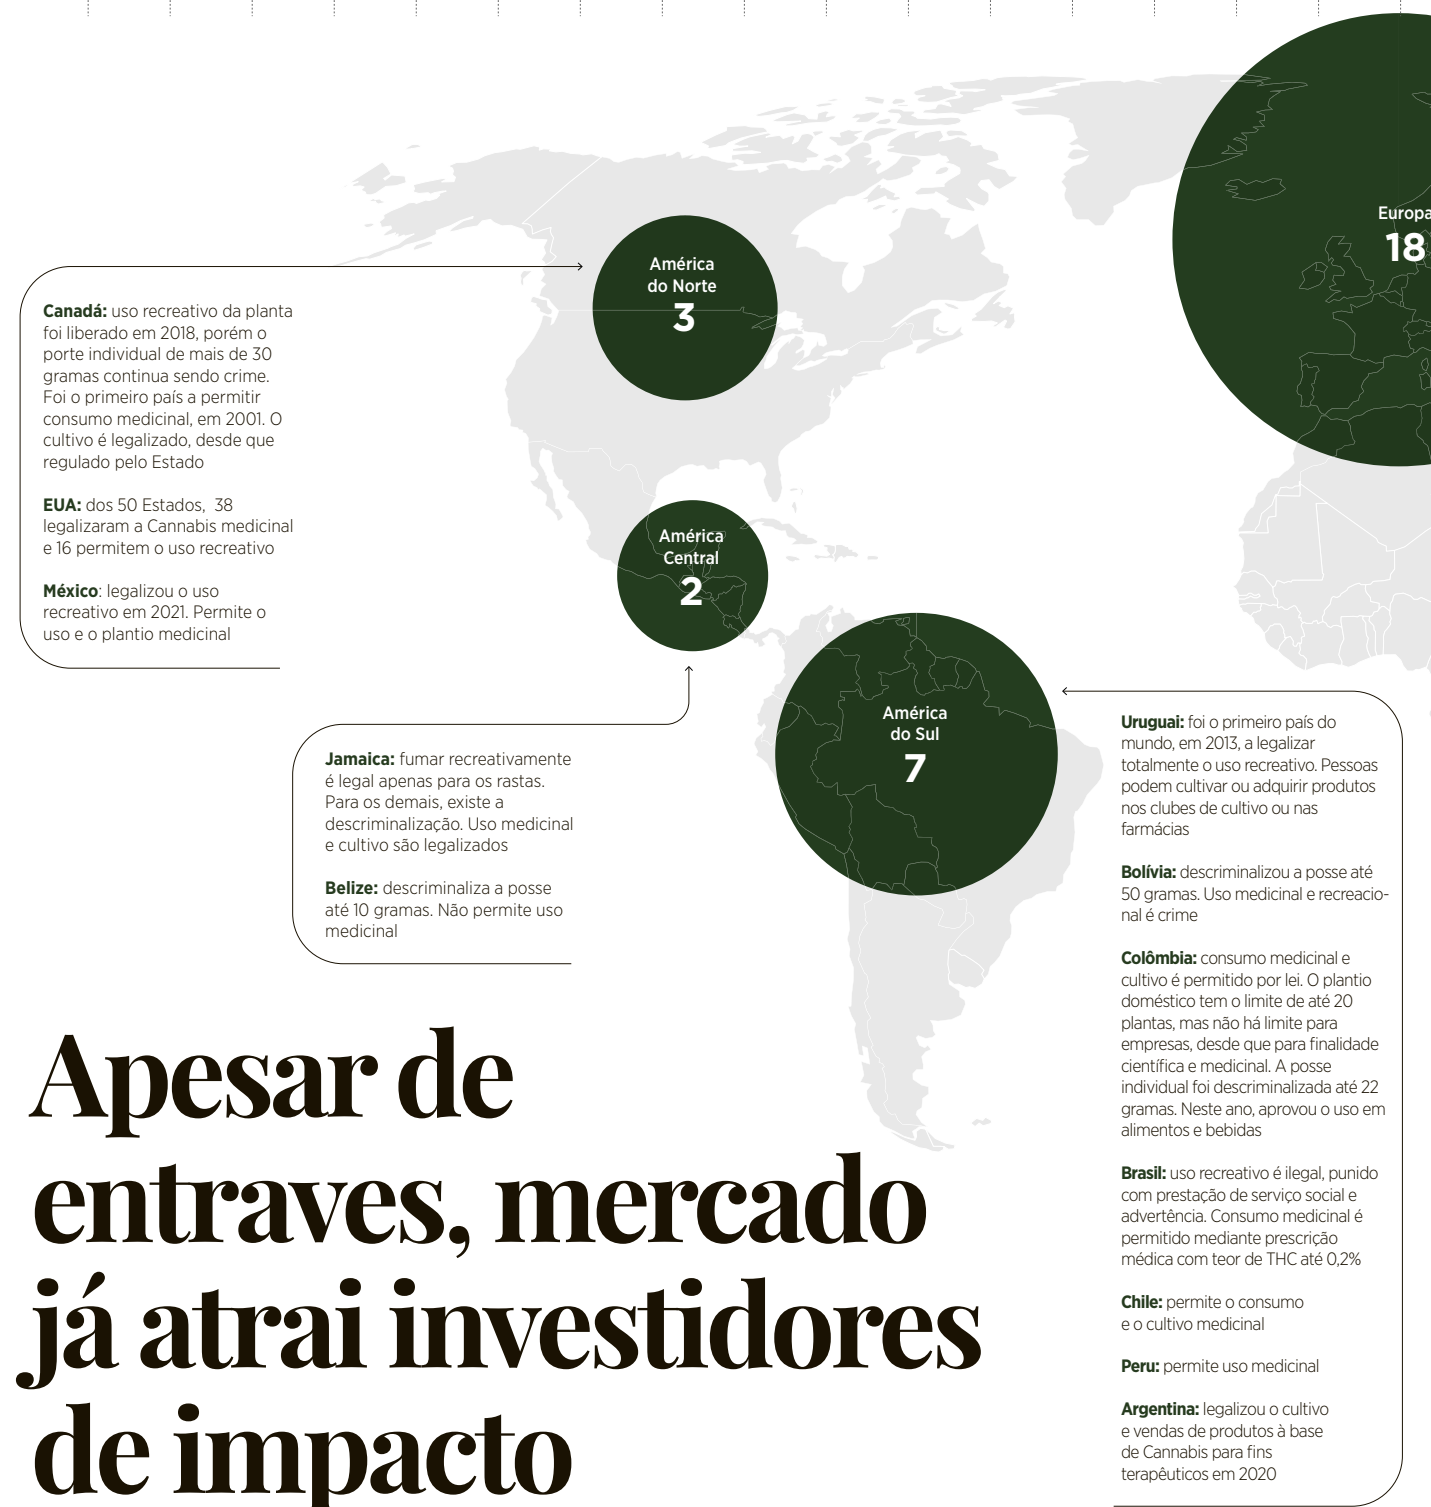 Europa
18
América
do Norte
3
Canadá: uso recreativo da planta
foi liberado em 2018, porém o
porte individual de mais de 30
gramas continua sendo crime.
Foi o primeiro país a permitir
consumo medicinal, em 2001. O
cultivo é legalizado, desde que
regulado pelo Estado
EUA: dos 50 Estados,  38
legalizaram a Cannabis medicinal
e 16 permitem o uso recreativo
México: legalizou o uso
recreativo em 2021. Permite o
uso e o plantio medicinal
América
Central
2
Jamaica: fumar recreativamente
é legal apenas para os rastas.
Para os demais, existe a
descriminalização. Uso medicinal
e cultivo são legalizados
Belize: descriminaliza a posse
até 10 gramas. Não permite uso
medicinal
América
do Sul
7
Uruguai: foi o primeiro país do
mundo, em 2013, a legalizar
totalmente o uso recreativo. Pessoas
podem cultivar ou adquirir produtos
nos clubes de cultivo ou nas
farmácias
Bolívia: descriminalizou a posse até
50 gramas. Uso medicinal e recreacio-
nal é crime
Colômbia: consumo medicinal e
cultivo é permitido por lei. O plantio
doméstico tem o limite de até 20
plantas, mas não há limite para
empresas, desde que para finalidade
científica e medicinal. A posse
individual foi descriminalizada até 22
gramas. Neste ano, aprovou o uso em
alimentos e bebidas
Brasil: uso recreativo é ilegal, punido
com prestação de serviço social e
advertência. Consumo medicinal é
permitido mediante prescrição
médica com teor de THC até 0,2%
Chile: permite o consumo
e o cultivo medicinal
Peru: permite uso medicinal
Argentina: legalizou o cultivo
e vendas de produtos à base
de Cannabis para fins
terapêuticos em 2020
Apesar de
entraves, mercado
já atrai investidores
de impacto